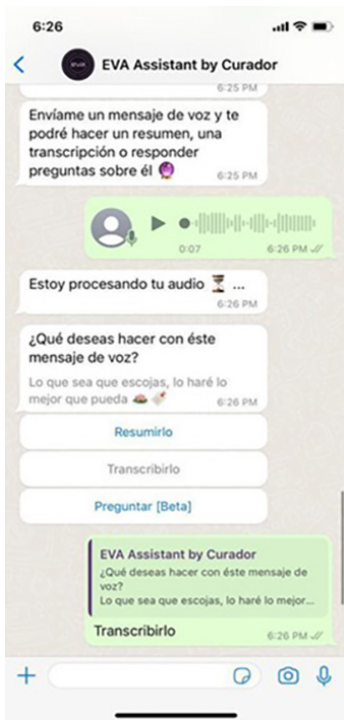 6:26
EVA Assistant by Curador
6:25 PM
Envíame un mensaje de voz y te
podré hacer un resumen, una
transcripción o responder
preguntas sobre él 🔮
6:25 PM
0:07
6:26 PM
Estoy procesando tu audio ⏳ ...
6:26 PM
¿Qué deseas hacer con éste
mensaje de voz?
Lo que sea que escojas, lo haré lo
mejor que pueda
6:26 PM
Resumirlo
Transcribirlo
Preguntar [Beta]
EVA Assistant by Curador
¿Qué deseas hacer con éste mensaje de
voz?
Lo que sea que escojas, lo haré lo mejor...
Transcribirlo
6:26 PM